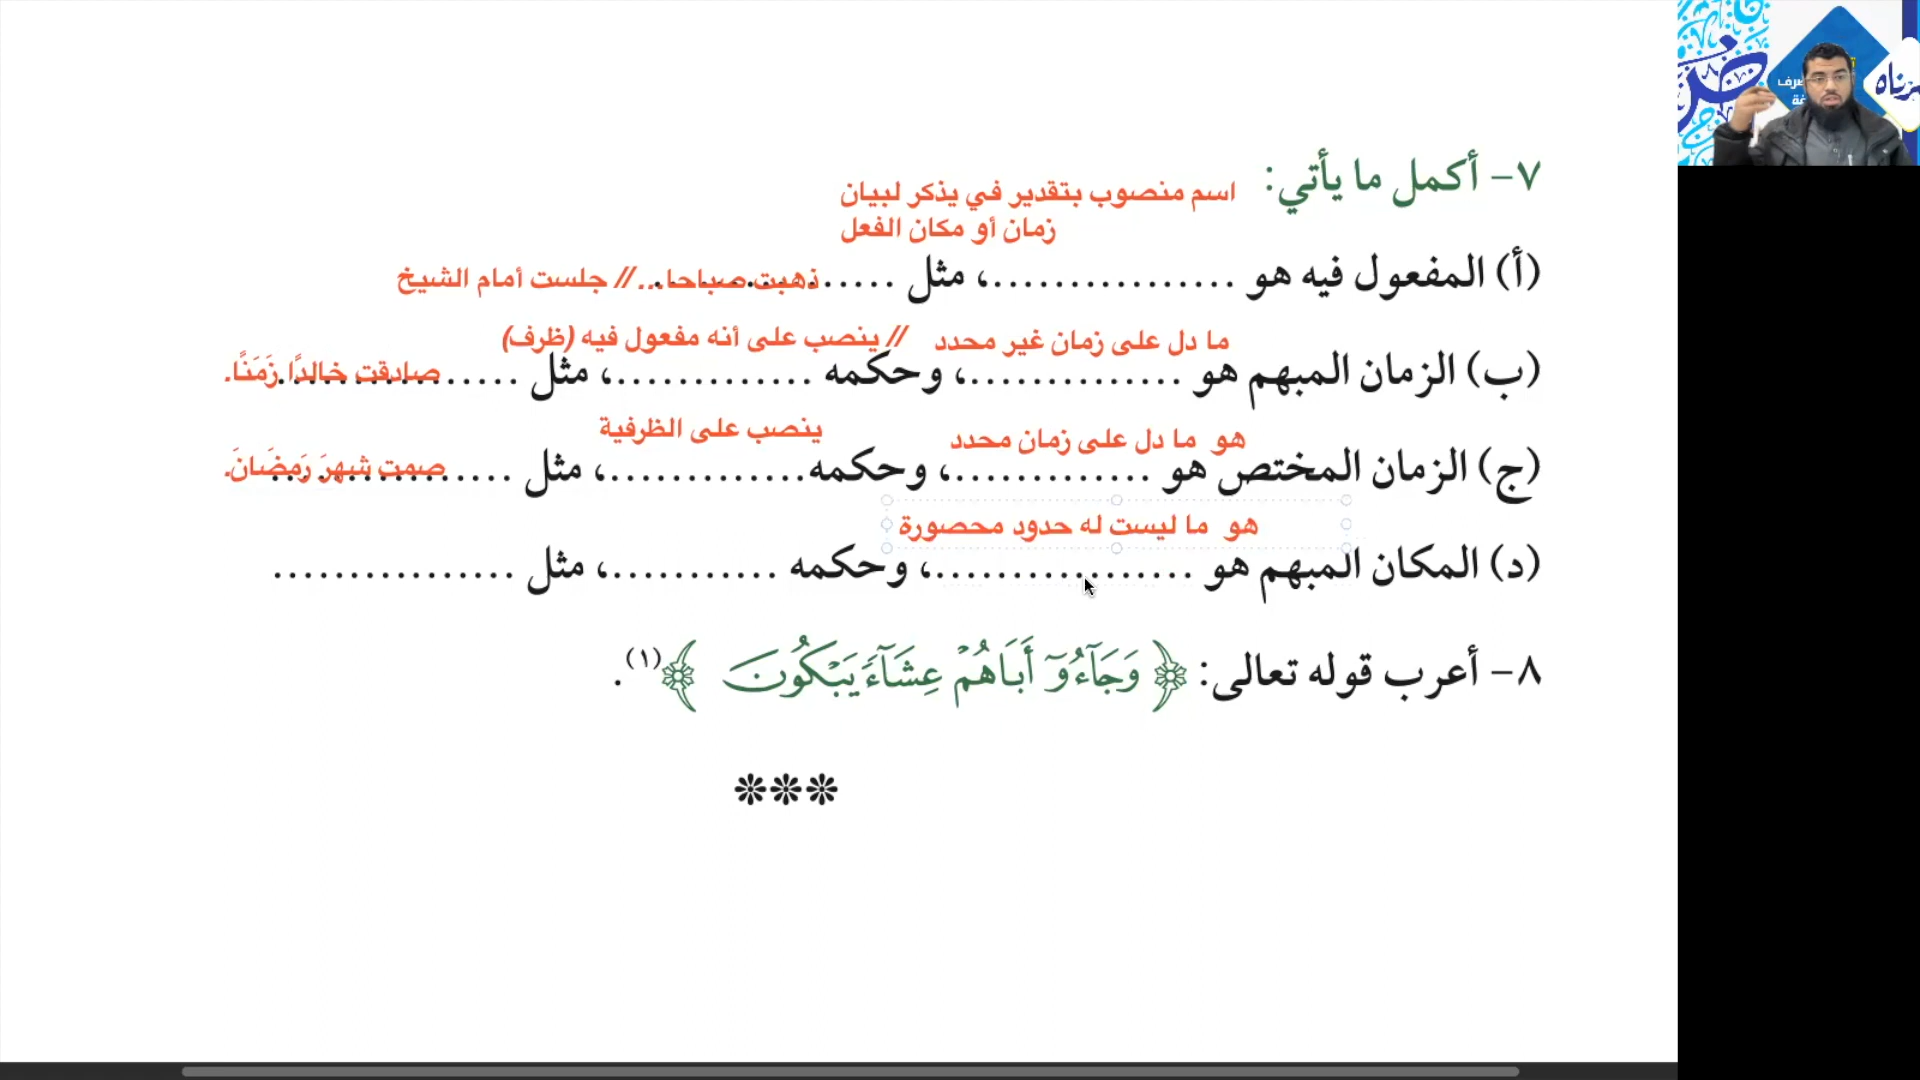 ٧- أكمل ما يأتي:
اسم منصوب بتقدير في يذكر لبيان
زمان أو مكان الفعل
(أ) المفعول فيه هو ................، مثل ................
ذهبت صباحا... // جلست أمام الشيخ
ما دل على زمان غير محدد // ينصب على أنه مفعول فيه (ظرف)
(ب) الزمان المبهم هو ..............، وحكمه .............، مثل ................
صادقت خالدًا زَمَنًا.
هو ما دل على زمان محدد ينصب على الظرفية
(ج) الزمان المختص هو .............، وحكمه.............، مثل ................
صمت شهرَ رَمضَانَ.
هو ما ليست له حدود محصورة
(د) المكان المبهم هو .................، وحكمه ...........، مثل ................
٨- أعرب قوله تعالى: ﴿ وَجَآءُوٓ أَبَاهُمْ عِشَآءً يَبْكُونَ ﴾(١).
***